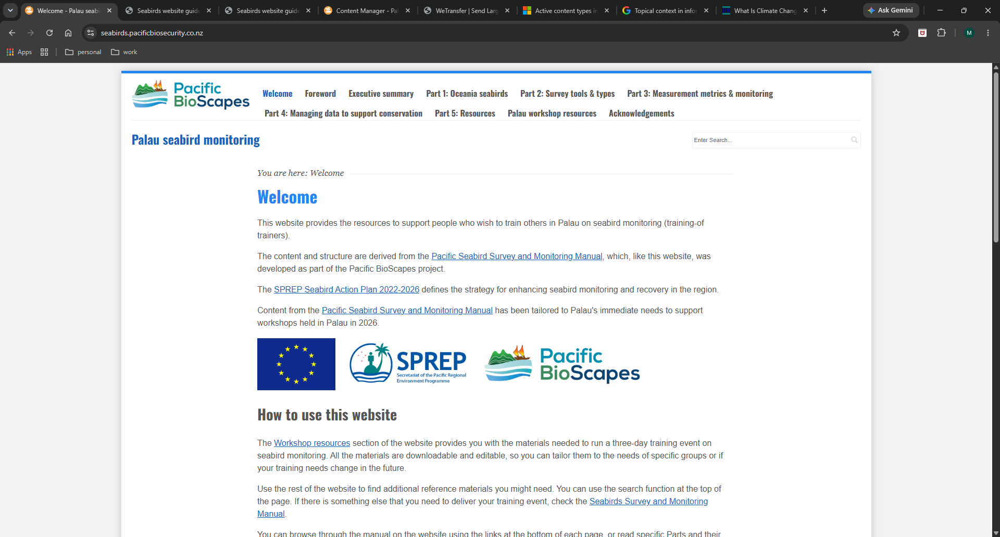 Welcome - Palau seabi
Seabirds website guide
Seabirds website guide
Content Manager - Pal
WeTransfer | Send Larg
Active content types in
Topical context in infor
What Is Climate Chang
Ask Gemini
seabirds.pacificbiosecurity.co.nz
M
Apps
personal
work
Pacific
BioScapes
Welcome
Foreword
Executive summary
Part 1: Oceania seabirds
Part 2: Survey tools & types
Part 3: Measurement metrics & monitoring
Part 4: Managing data to support conservation
Part 5: Resources
Palau workshop resources
Acknowledgements
Palau seabird monitoring
Enter Search...
You are here: Welcome
Welcome
This website provides the resources to support people who wish to train others in Palau on seabird monitoring (training-of
trainers).
The content and structure are derived from the Pacific Seabird Survey and Monitoring Manual, which, like this website, was
developed as part of the Pacific BioScapes project.
The SPREP Seabird Action Plan 2022-2026 defines the strategy for enhancing seabird monitoring and recovery in the region.
Content from the Pacific Seabird Survey and Monitoring Manual has been tailored to Palau's immediate needs to support
workshops held in Palau in 2026.
SPREP
Secretariat of the Pacific Regional
Environment Programme
Pacific
BioScapes
How to use this website
The Workshop resources section of the website provides you with the materials needed to run a three-day training event on
seabird monitoring. All the materials are downloadable and editable, so you can tailor them to the needs of specific groups or if
your training needs change in the future.
Use the rest of the website to find additional reference materials you might need. You can use the search function at the top of
the page. If there is something else that you need to deliver your training event, check the Seabirds Survey and Monitoring
Manual.
You can browse through the manual on the website using the links at the bottom of each page, or read specific Parts and their